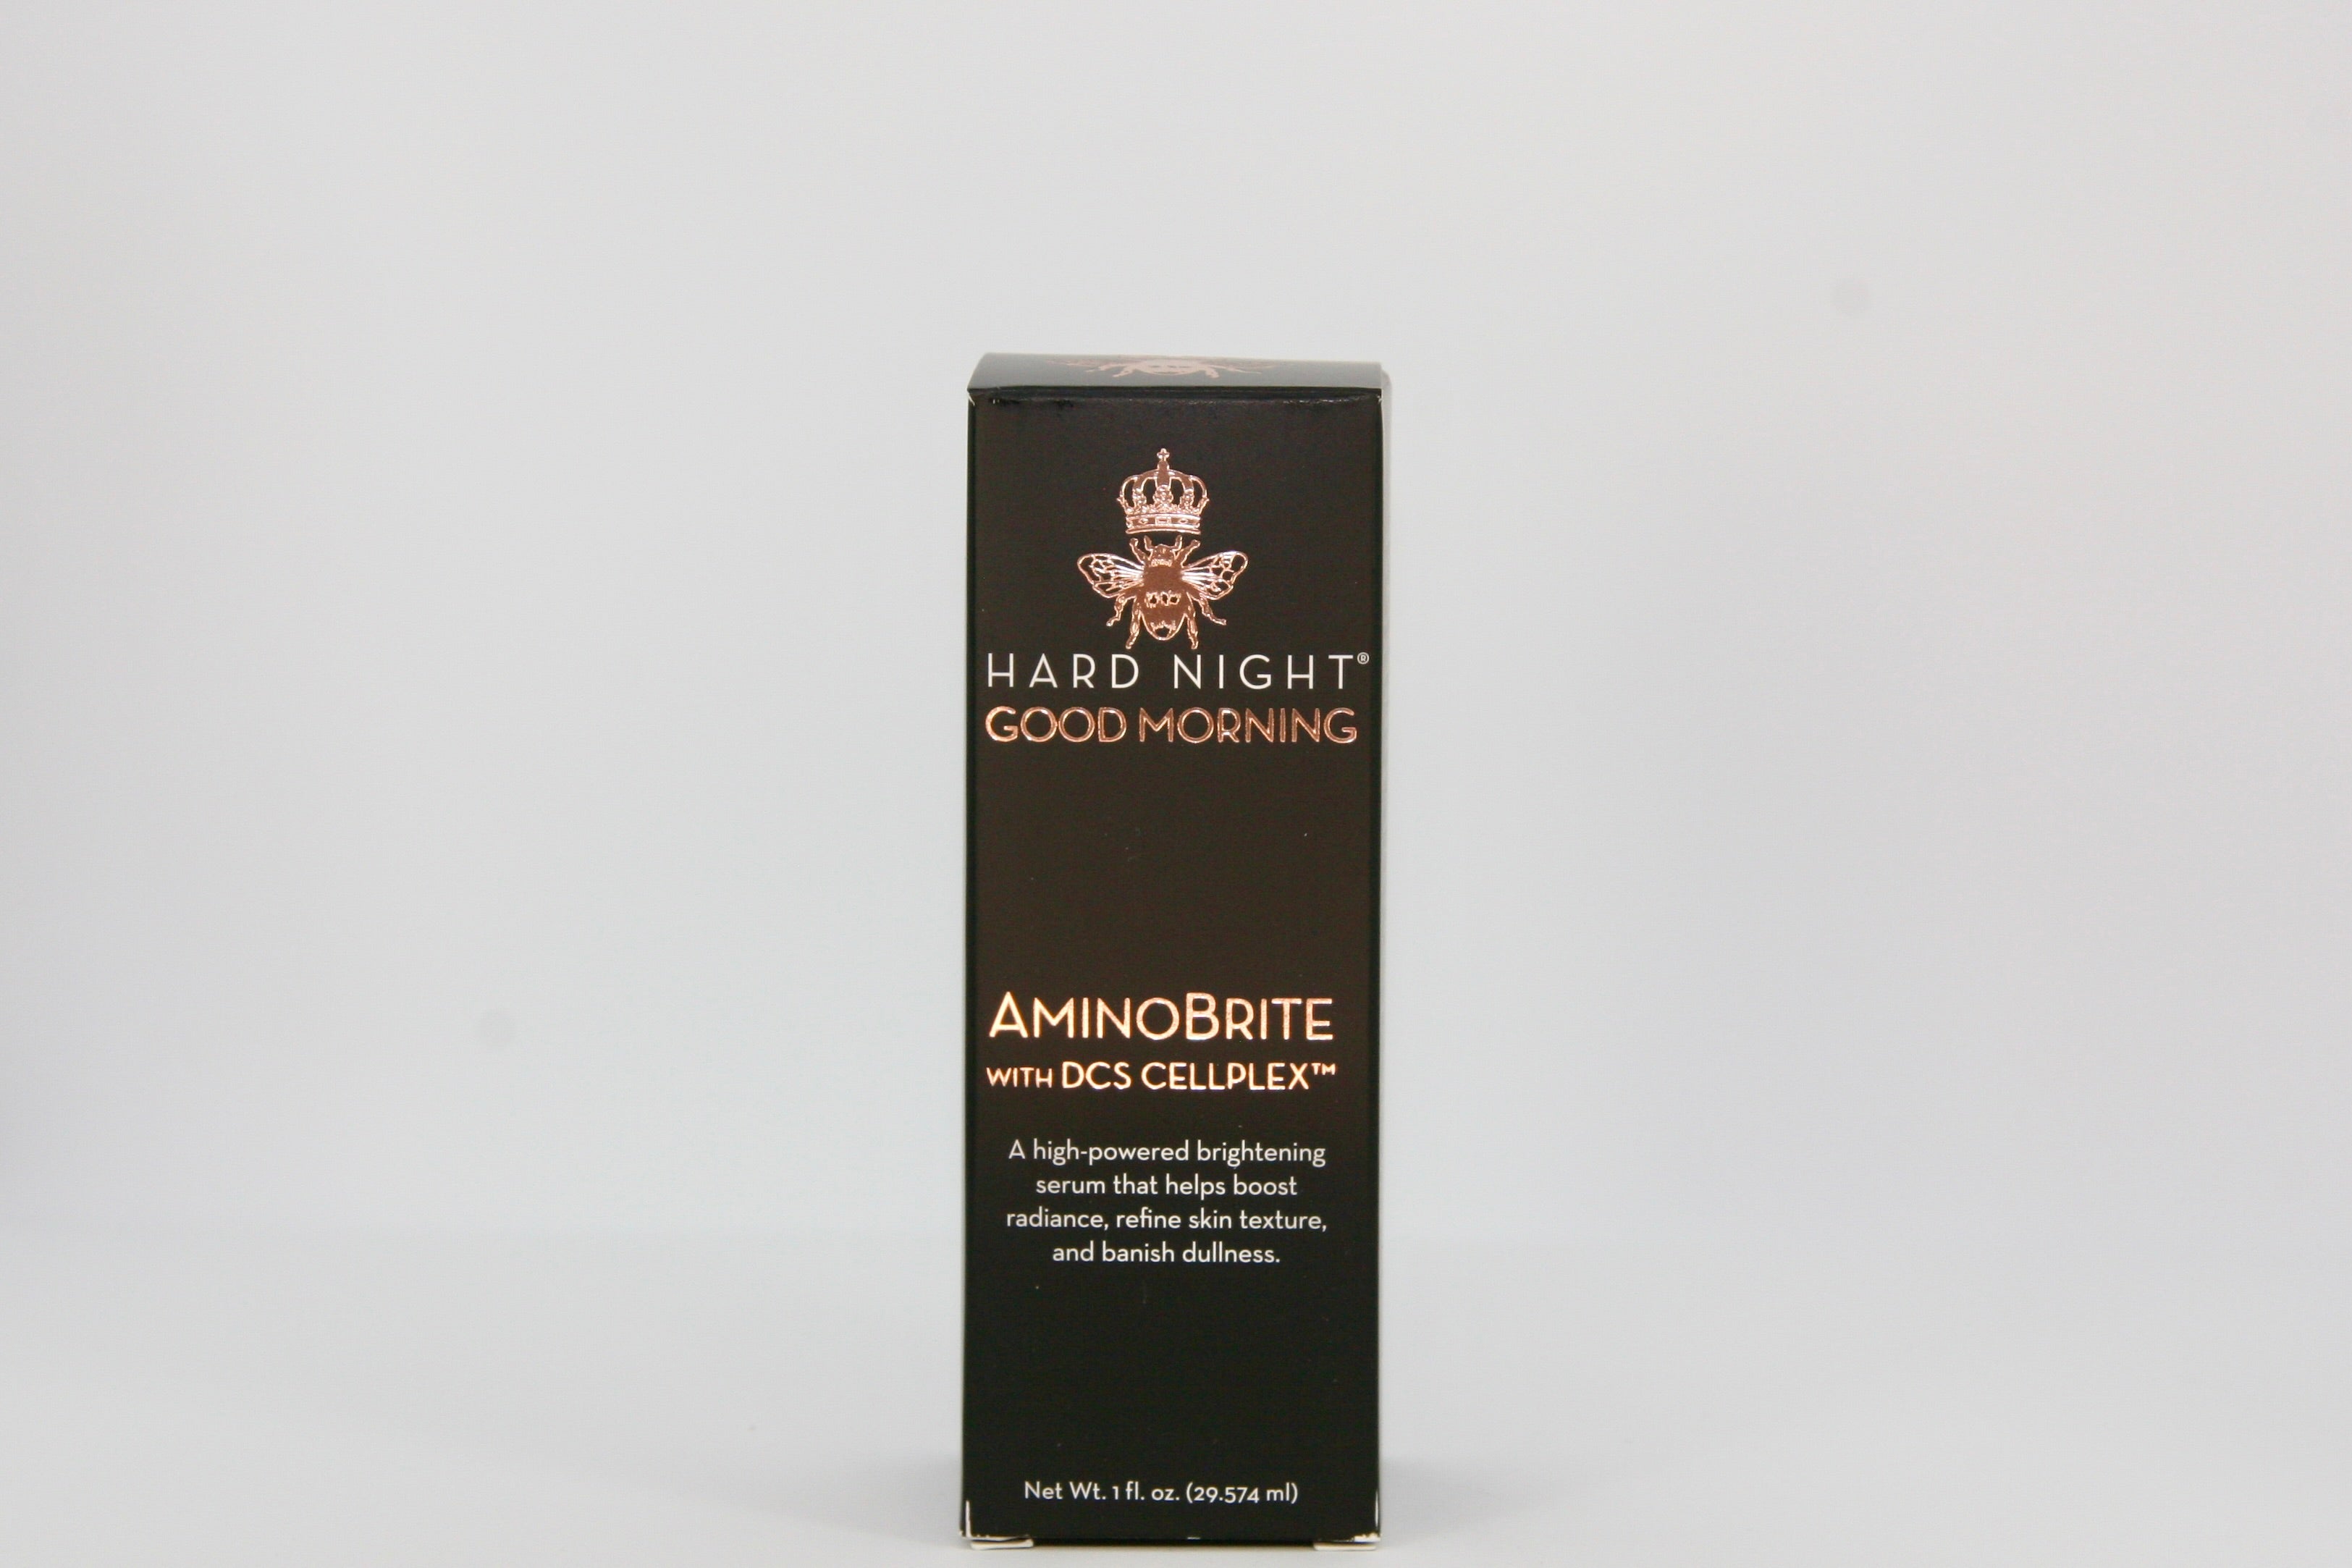 HARD NIGHT®
GOOD MORNING
AMINOBRITE
WITH DCS CELLPLEX™
A high-powered brightening
serum that helps boost
radiance, refine skin texture,
and banish dullness.
Net Wt. 1 fl. oz. (29.574 ml)